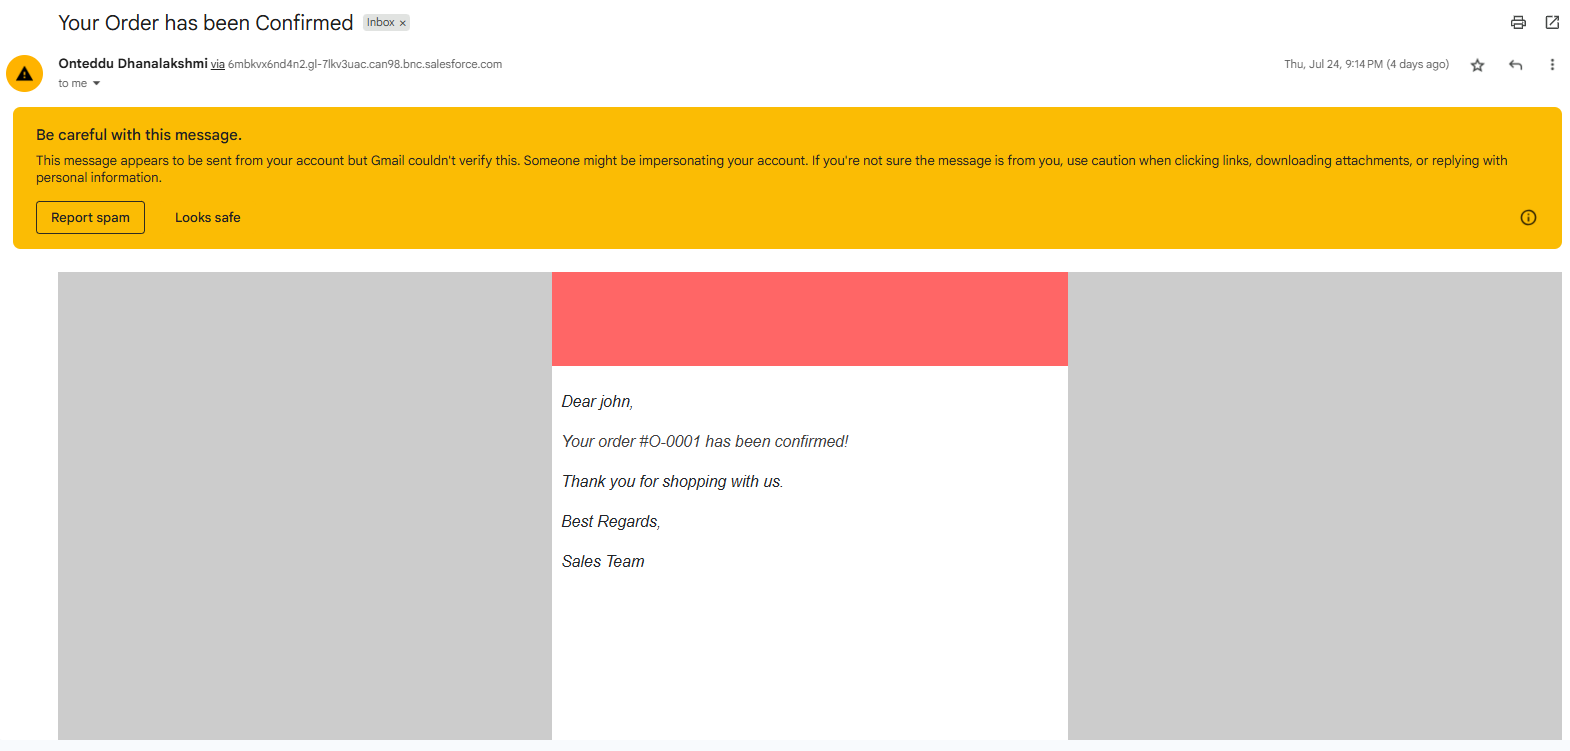 Your Order has been Confirmed Inbox ×
Onteddu Dhanalakshmi via 6mbkvx6nd4n2.gl-7lkv3uac.can98.bnc.salesforce.com
Thu, Jul 24, 9:14 PM (4 days ago)
to me
Be careful with this message.
This message appears to be sent from your account but Gmail couldn't verify this. Someone might be impersonating your account. If you're not sure the message is from you, use caution when clicking links, downloading attachments, or replying with
personal information.
Report spam Looks safe
Dear john,
Your order #O-0001 has been confirmed!
Thank you for shopping with us.
Best Regards,
Sales Team